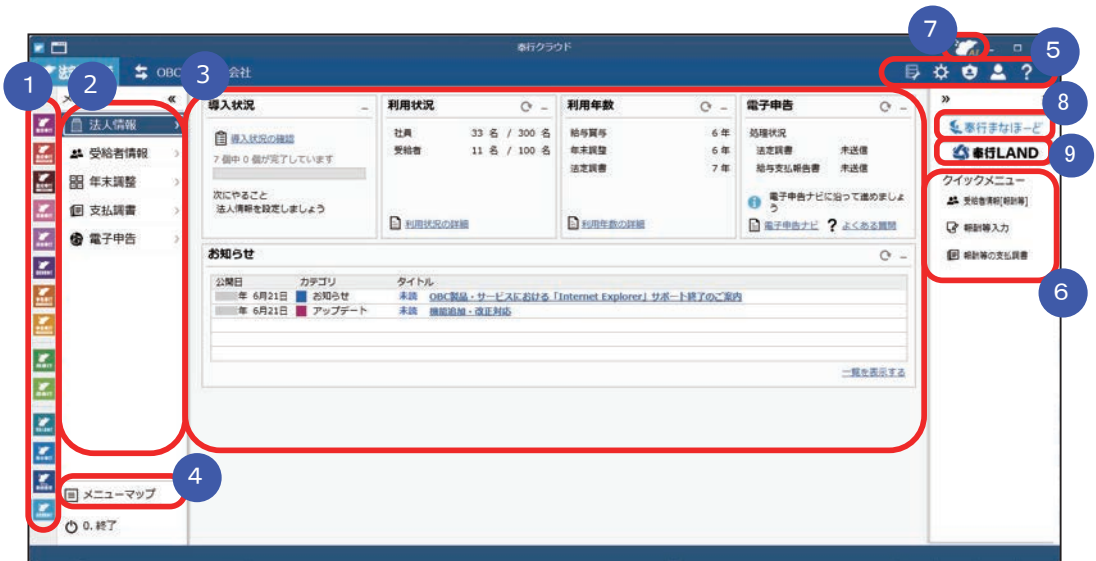 奉行クラウド
7
5
OBC
会社
1
2
3
8
9
6
4
«
法人情報
受給者情報
年末調整
支払調書
電子申告
メニューマップ
0. 終了
導入状況
導入状況の確認
7 個中 0 個が完了しています
次にやること
法人情報を設定しましょう
利用状況
社員 33 名 / 300 名
受給者 11 名 / 100 名
利用状況の詳細
利用年数
給与賞与 6 年
年末調整 6 年
法定調書 7 年
利用年数の詳細
電子申告
処理状況
法定調書 未送信
給与支払報告書 未送信
電子申告ナビに沿って進めましょ
う
電子申告ナビ ? よくある質問
お知らせ
公開日 カテゴリ タイトル
年 6月21日 お知らせ 未読 OBC製品・サービスにおける「Internet Explorer」サポート終了のご案内
年 6月21日 アップデート 未読 機能追加・改正対応
一覧を表示する
»
奉行まなぼーど
奉行LAND
クイックメニュー
受給者情報[報酬等]
報酬等入力
報酬等の支払調書